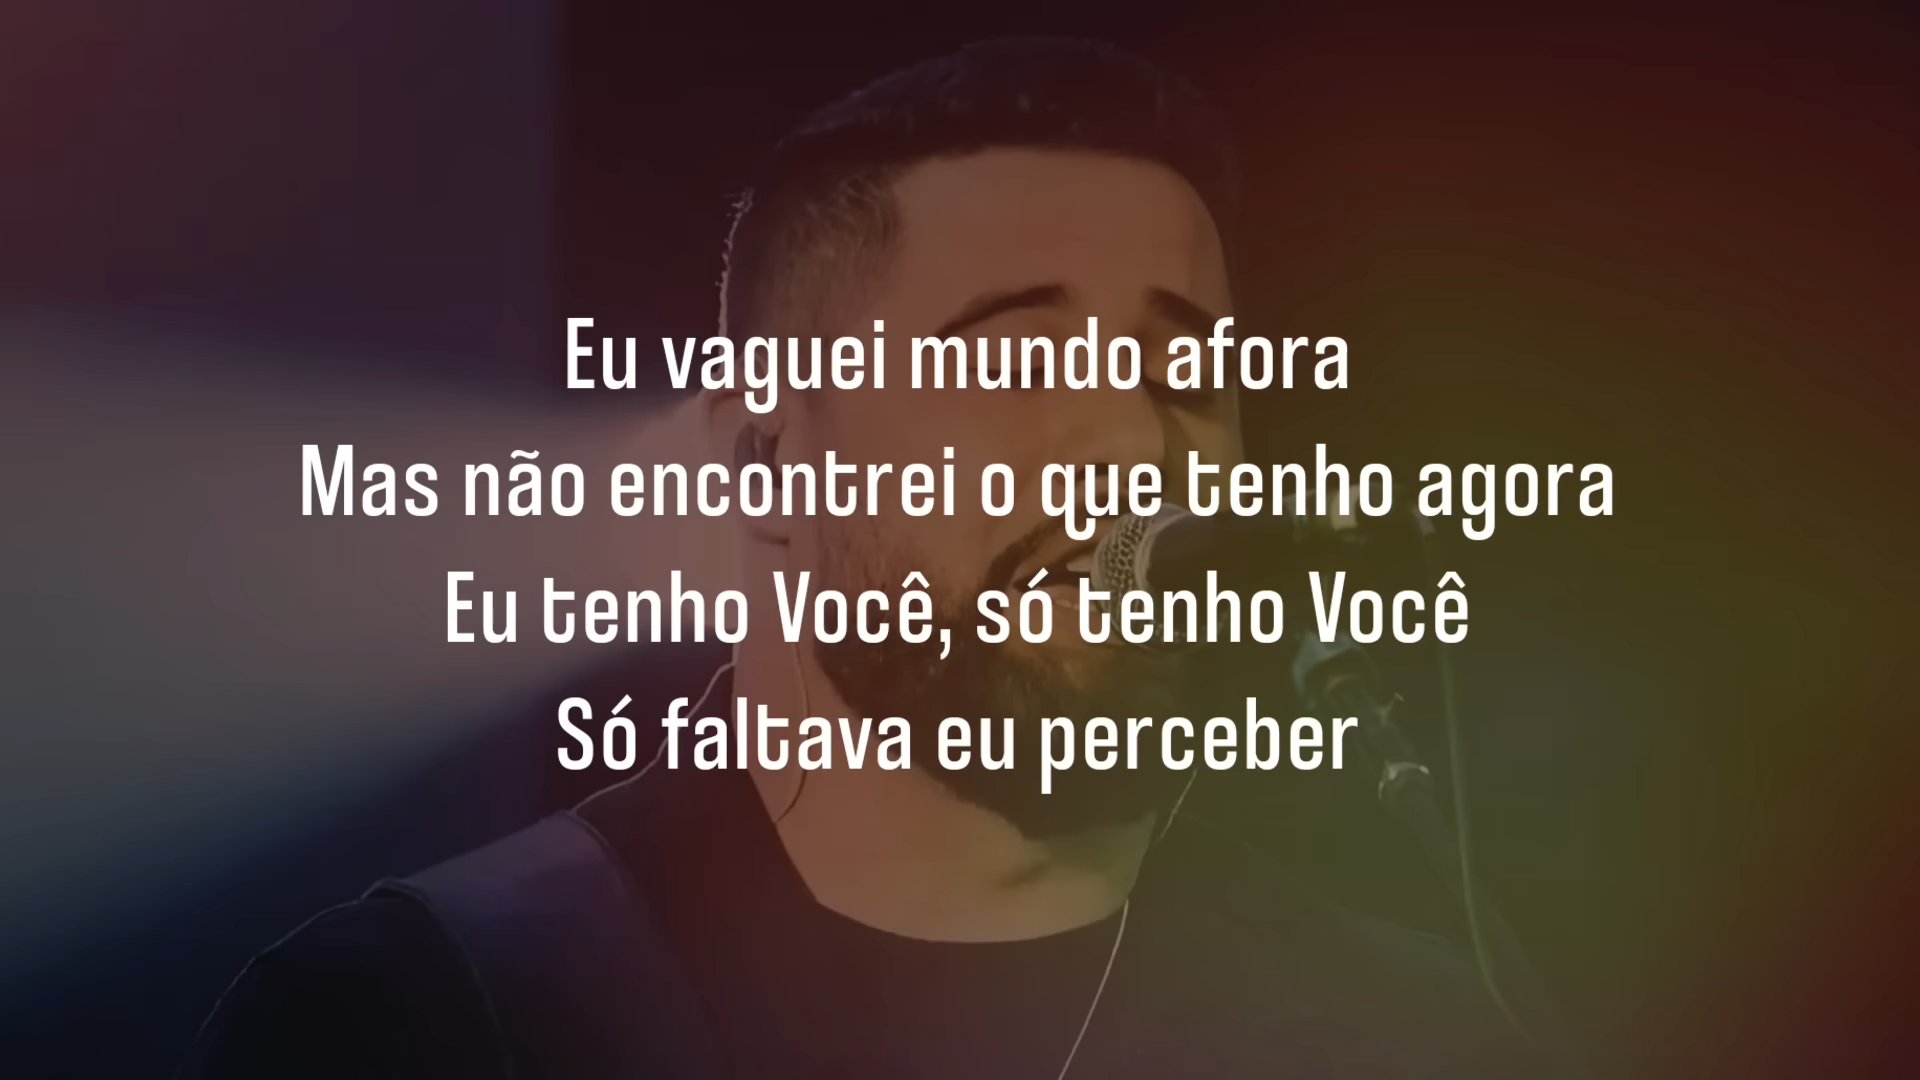 Eu vaguei mundo afora
Mas não encontrei o que tenho agora
Eu tenho Você, só tenho Você
Só faltava eu perceber